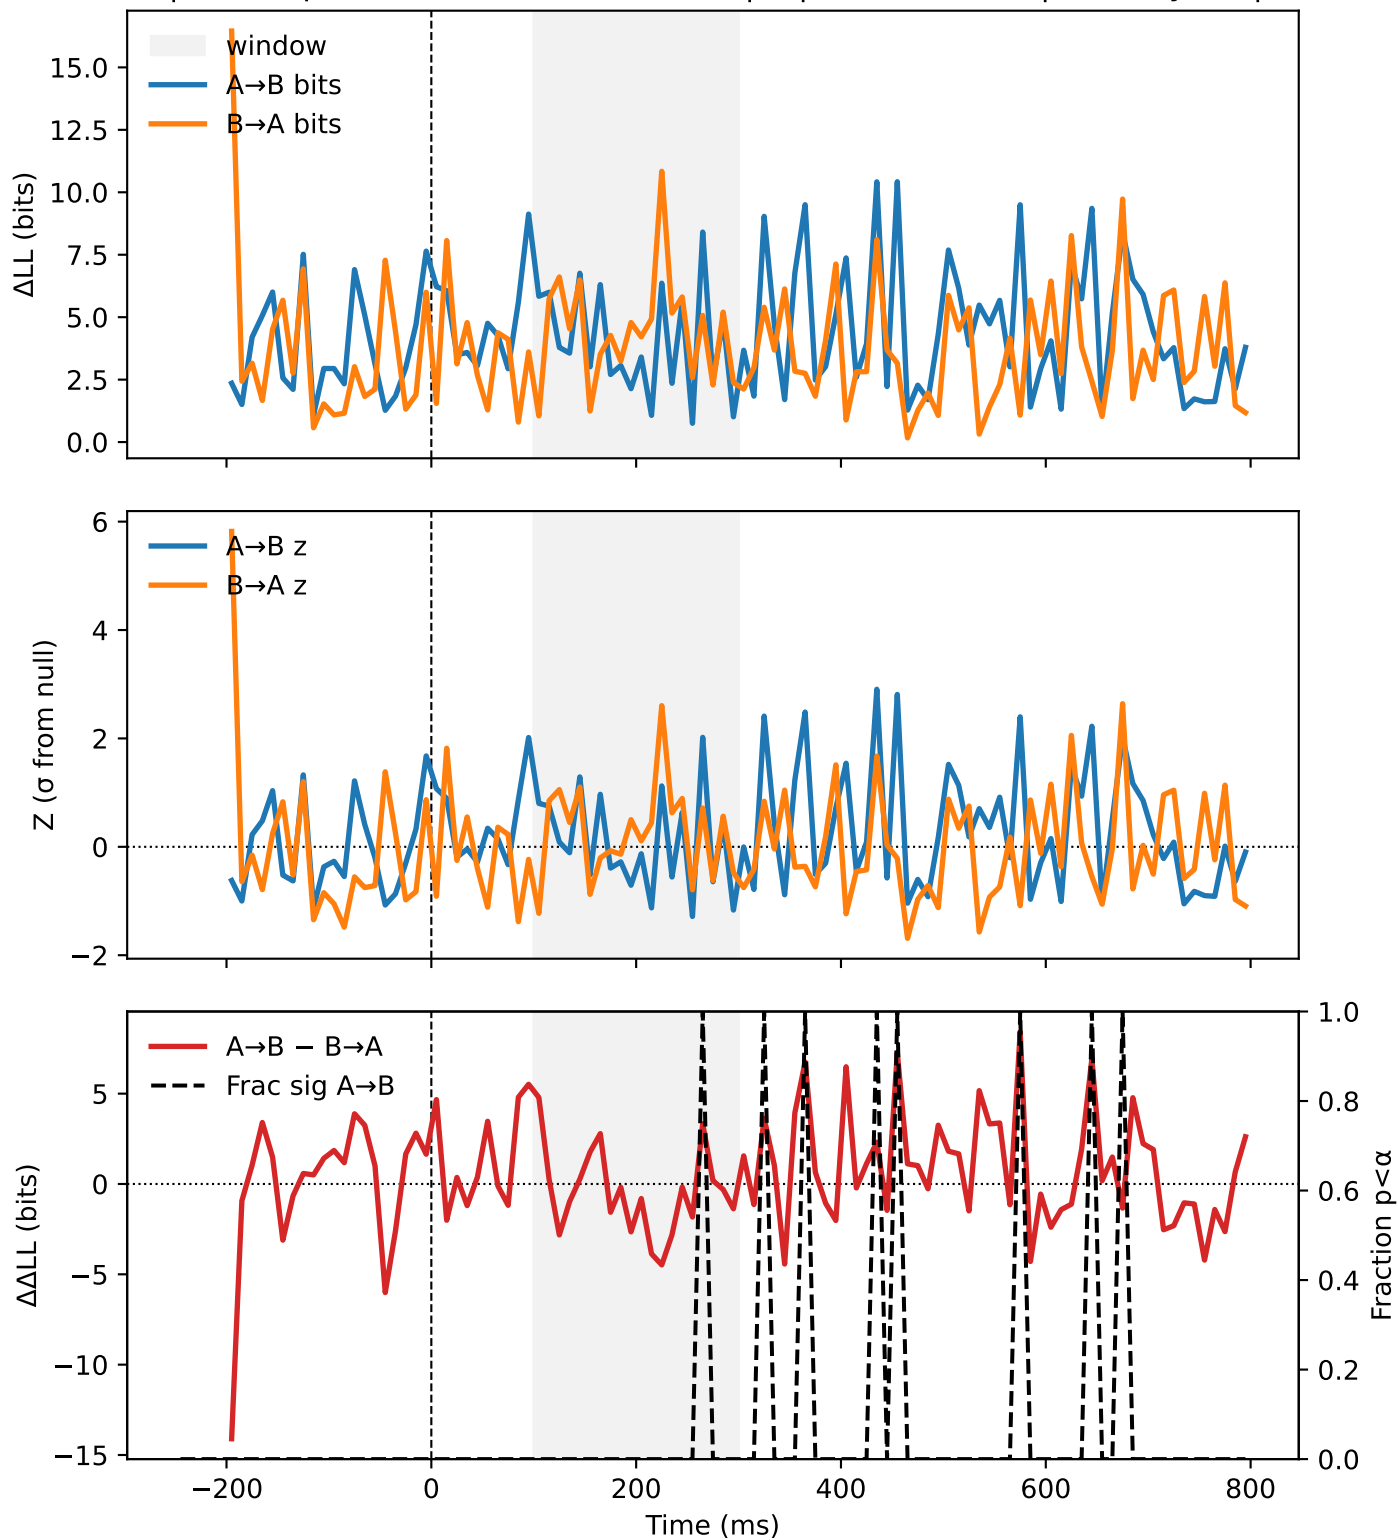 window
A→B bits
B→A bits
15.0
12.5
10.0
7.5
5.0
2.5
0.0
ΔLL (bits)
A→B z
B→A z
6
4
2
0
−2
Z (σ from null)
A→B − B→A
Frac sig A→B
5
0
−5
−10
−15
ΔΔLL (bits)
1.0
0.8
0.6
0.4
0.2
0.0
Fraction p<α
−200
0
200
400
600
800
Time (ms)